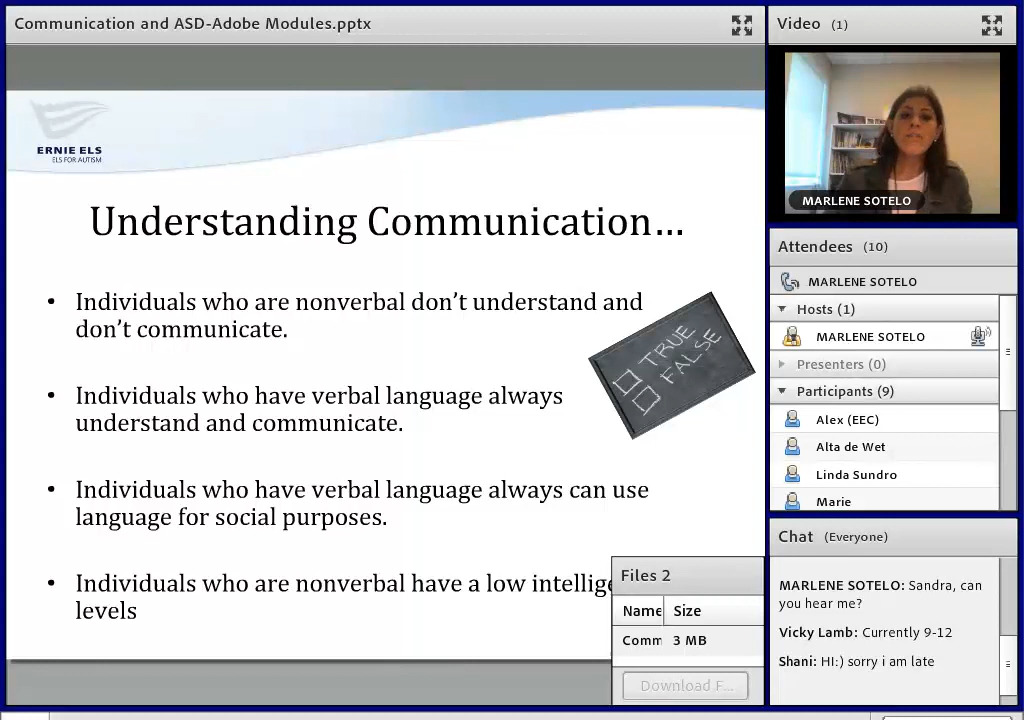 Communication and ASD-Adobe Modules.pptx
ERNIE ELS
ELS FOR AUTISM
Understanding Communication…
• Individuals who are nonverbal don’t understand and
don’t communicate.
TRUE
FALSE
• Individuals who have verbal language always
understand and communicate.
• Individuals who have verbal language always can use
language for social purposes.
• Individuals who are nonverbal have a low intellige
levels
Files 2
Name Size
Comm 3 MB
Download F...
Video (1)
MARLENE SOTELO
Attendees (10)
MARLENE SOTELO
Hosts (1)
MARLENE SOTELO
Presenters (0)
Participants (9)
Alex (EEC)
Alta de Wet
Linda Sundro
Marie
Chat (Everyone)
MARLENE SOTELO: Sandra, can
you hear me?
Vicky Lamb: Currently 9-12
Shani: HI:) sorry i am late